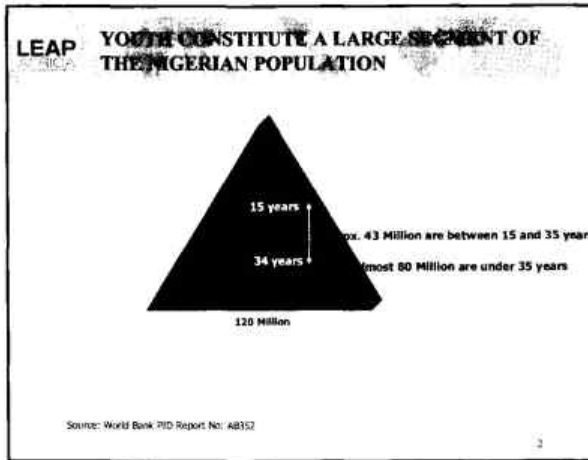 LEAP
YOUTH CONSTITUTE A LARGE SEGMENT OF
THE NIGERIAN POPULATION
15 years
ox. 43 Million are between 15 and 35 year
34 years
lmost 80 Million are under 35 years
120 Million
Source: World Bank PID Report No: AB352
2